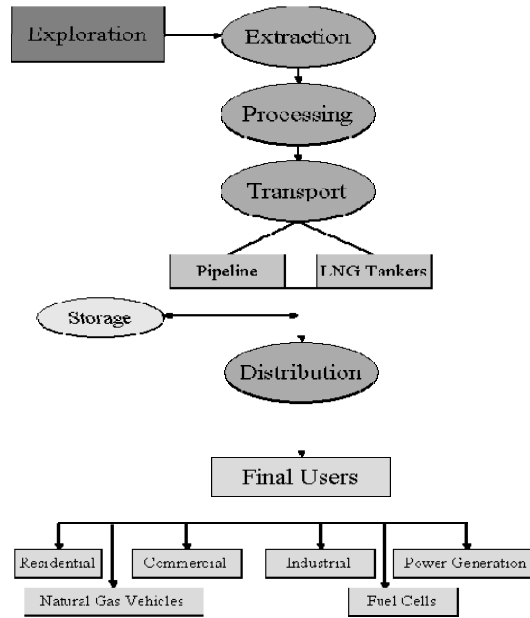 Exploration
Extraction
Processing
Transport
Pipeline
LNG Tankers
Storage
Distribution
Final Users
Residential
Commercial
Industrial
Power Generation
Natural Gas Vehicles
Fuel Cells